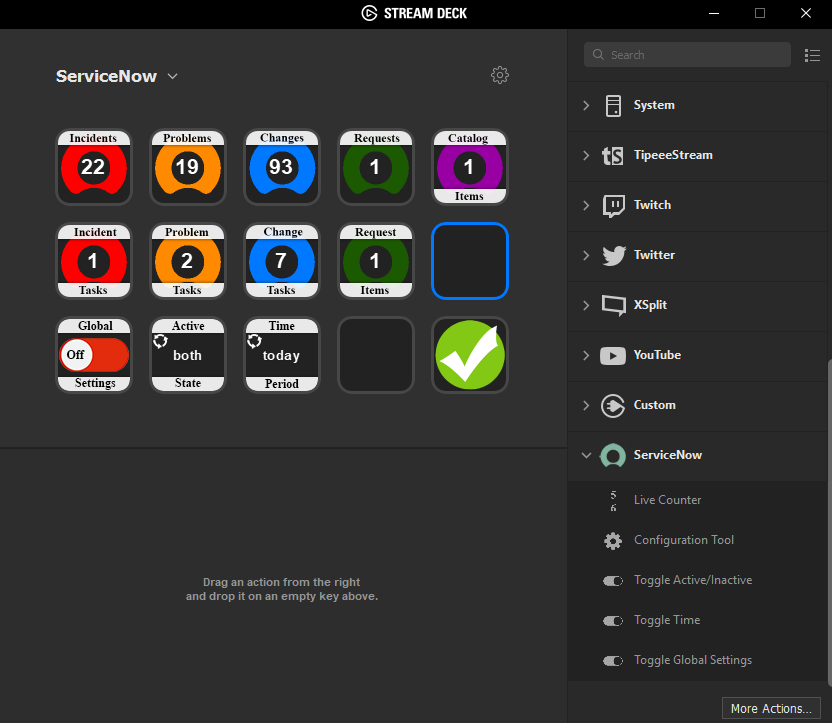 STREAM DECK
ServiceNow
Incidents
22
Problems
19
Changes
93
Requests
1
Catalog
1
Items
Incident
1
Tasks
Problem
2
Tasks
Change
7
Tasks
Request
1
Items
Global
Off
Settings
Active
both
State
Time
today
Period
Drag an action from the right
and drop it on an empty key above.
Search
System
TipeeeStream
Twitch
Twitter
XSplit
YouTube
Custom
ServiceNow
5
6
Live Counter
Configuration Tool
Toggle Active/Inactive
Toggle Time
Toggle Global Settings
More Actions...